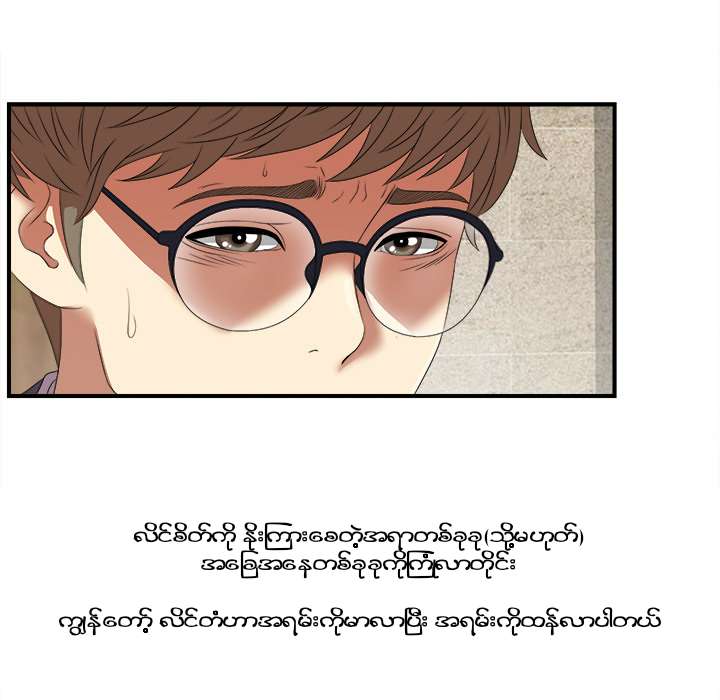 လိင်စိတ်ကို နိုးကြားစေတဲ့အရာတစ်ခုခု(သို့မဟုတ်)
အခြေအနေတစ်ခုခုကိုကြုံလာတိုင်း
ကျွန်တော့် လိင်တံဟာအရမ်းကိုမာလာပြီး အရမ်းကိုထန်လာပါတယ်